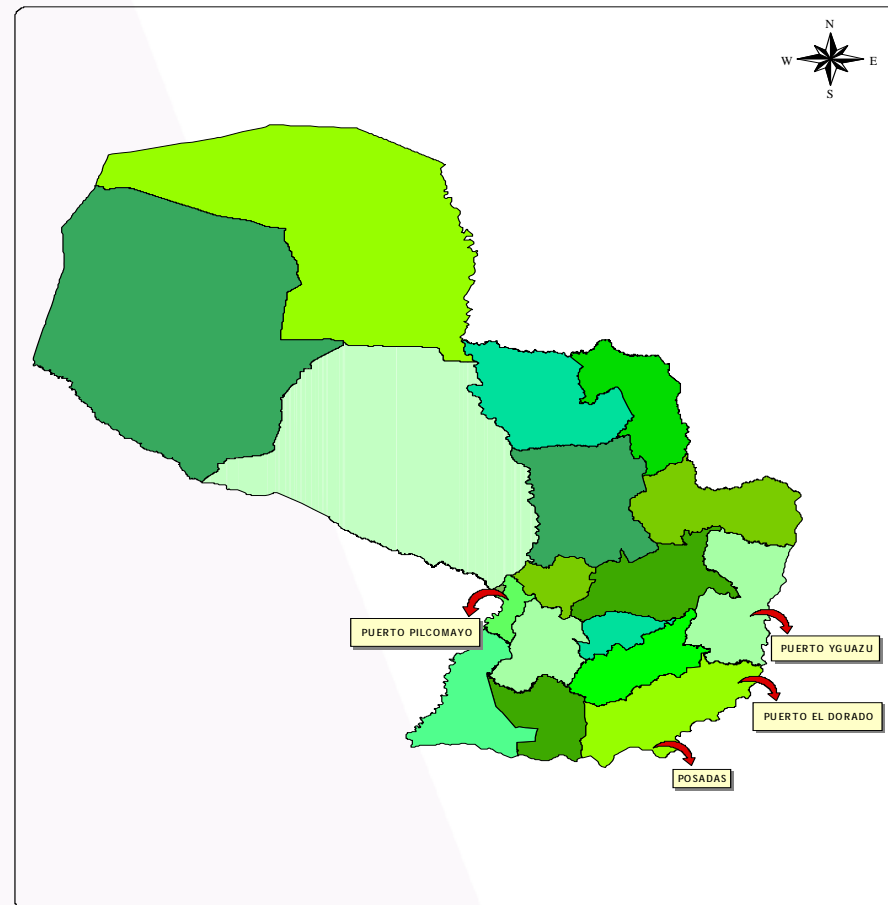 N
W E
S
PUERTO PILCOMAYO
PUERTO YGUAZU
PUERTO EL DORADO
POSADAS